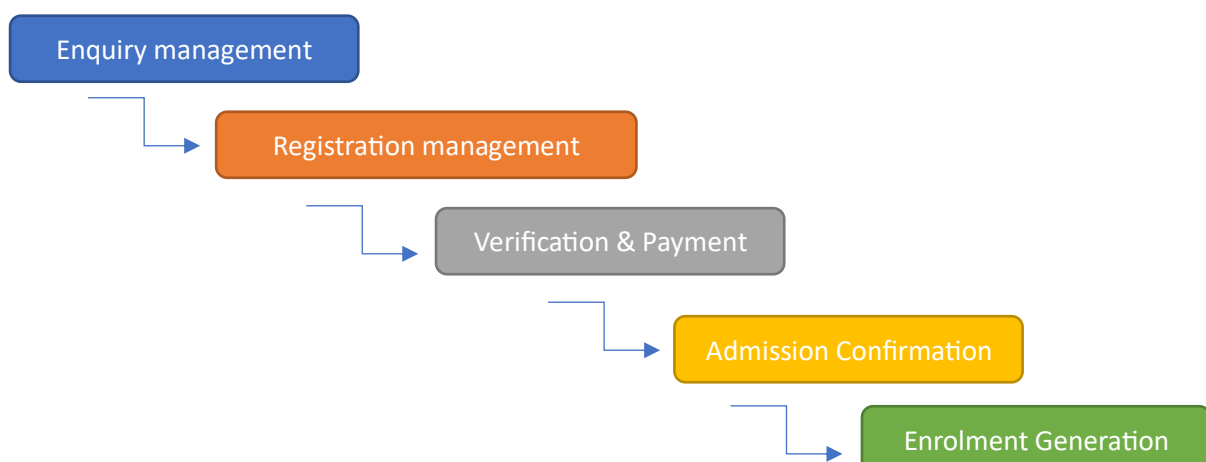 Enquiry management
Registration management
Verification & Payment
Admission Confirmation
Enrolment Generation